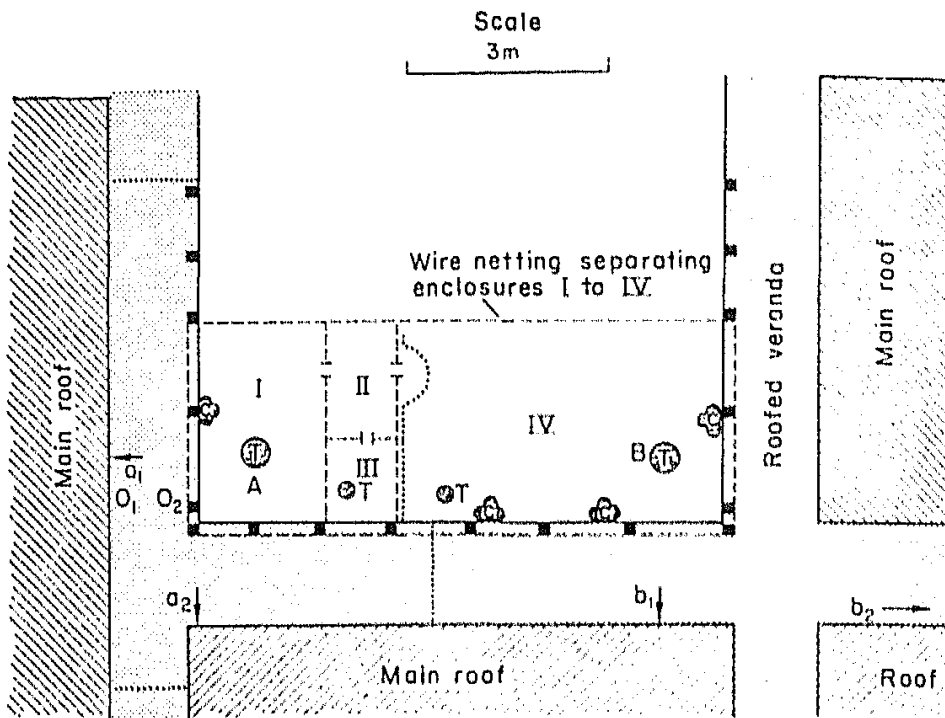 Scale
3m
Wire netting separating
enclosures I to IV.
Main roof
Roofed veranda
Main roof
I
II
III
IV.
C
C
T
A
T
T
B
T
C
C
a₁
O₁ O₂
a₂
b₁
b₂
Main roof
Roof